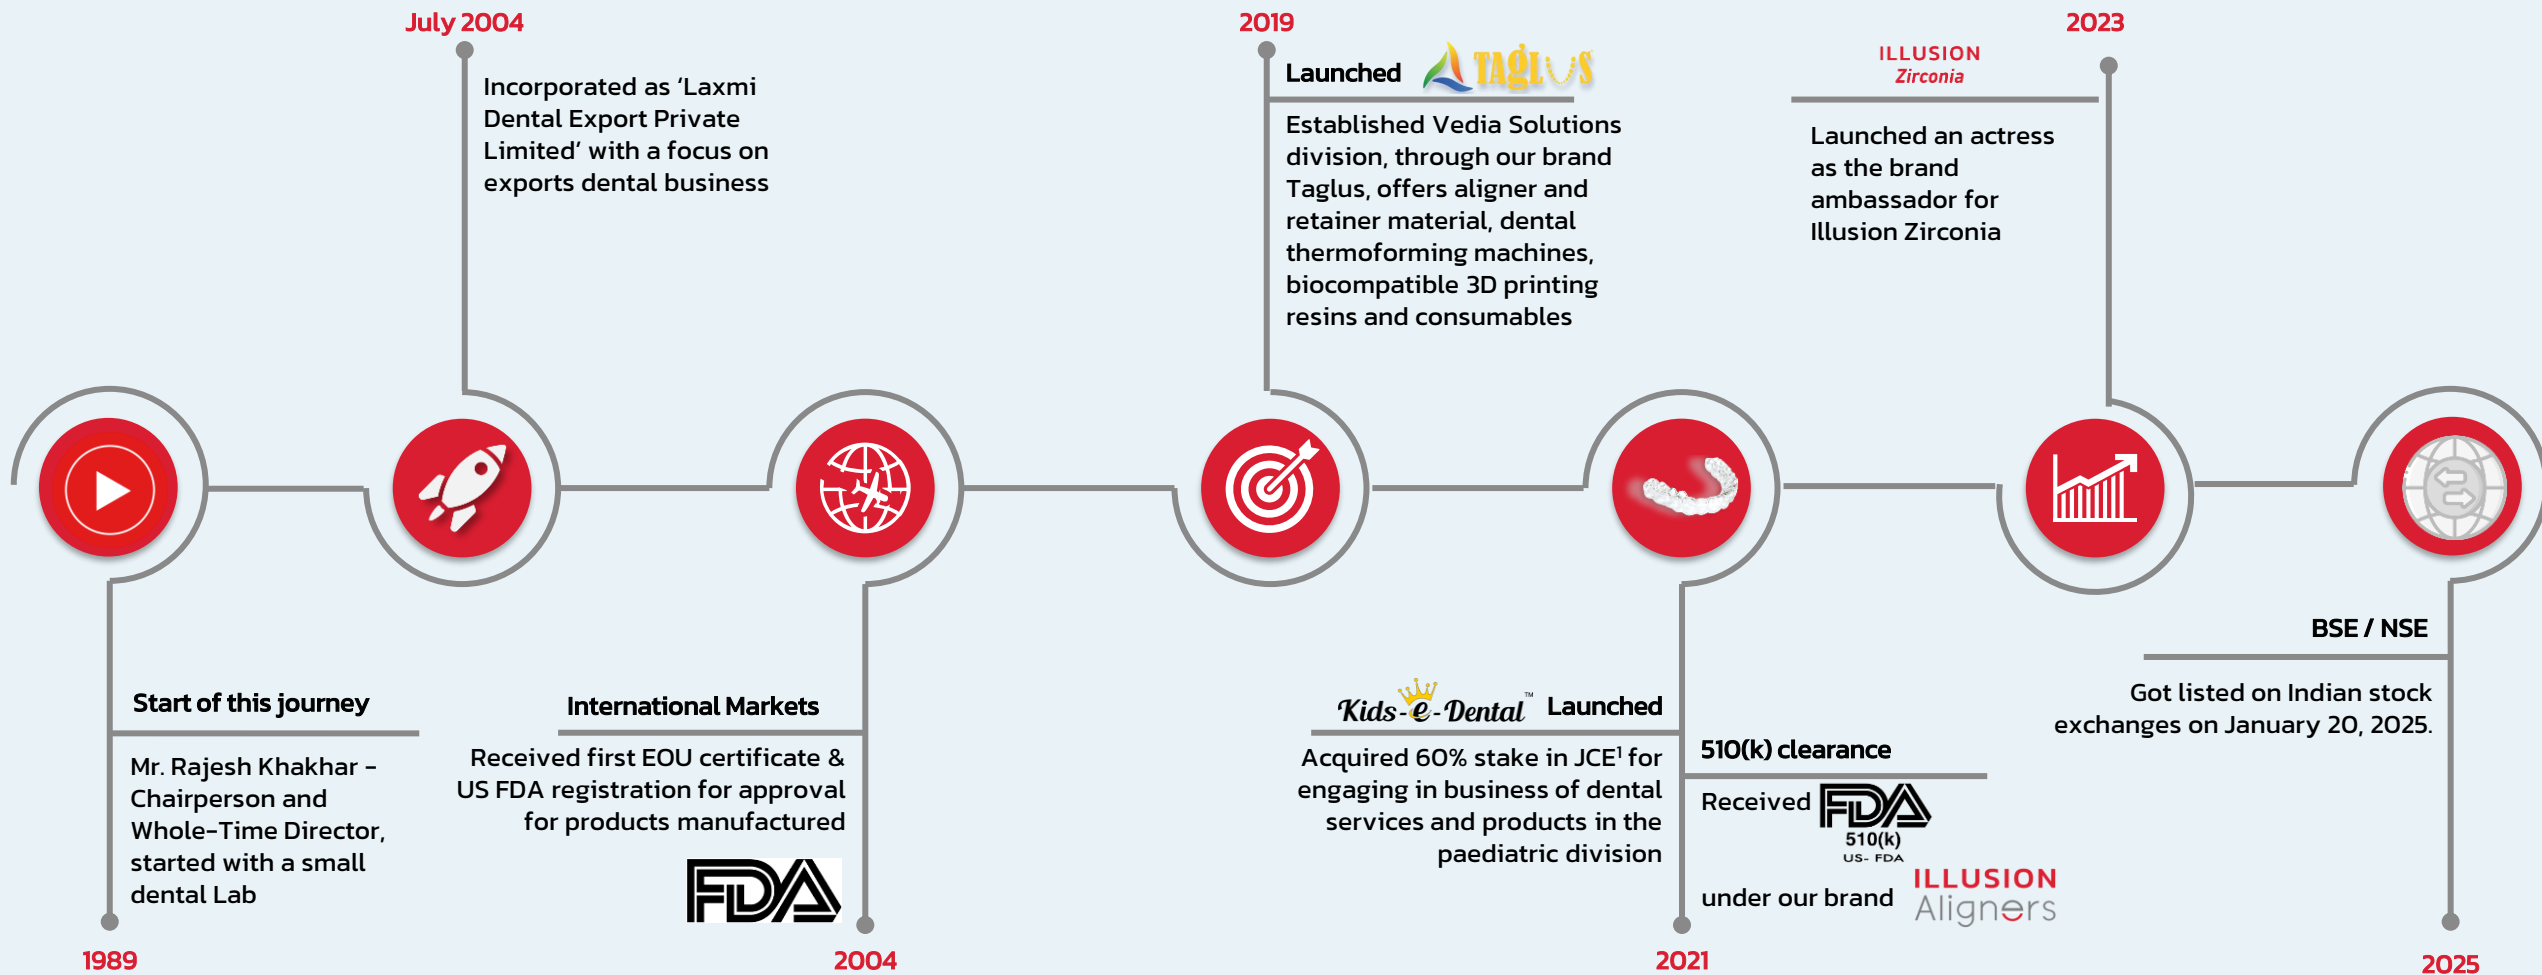 July 2004
Incorporated as ‘Laxmi
Dental Export Private
Limited’ with a focus on
exports dental business
2019
Launched TAGLUS
Established Vedia Solutions
division, through our brand
Taglus, offers aligner and
retainer material, dental
thermoforming machines,
biocompatible 3D printing
resins and consumables
2023
ILLUSION
Zirconia
Launched an actress
as the brand
ambassador for
Illusion Zirconia
Start of this journey
Mr. Rajesh Khakhar –
Chairperson and
Whole-Time Director,
started with a small
dental Lab
1989
International Markets
Received first EOU certificate &
US FDA registration for approval
for products manufactured
FDA
2004
Kids-e-Dental™ Launched
Acquired 60% stake in JCE¹ for
engaging in business of dental
services and products in the
paediatric division
510(k) clearance
Received FDA
510(k)
US- FDA
under our brand ILLUSION
Aligners
2021
BSE / NSE
Got listed on Indian stock
exchanges on January 20, 2025.
2025